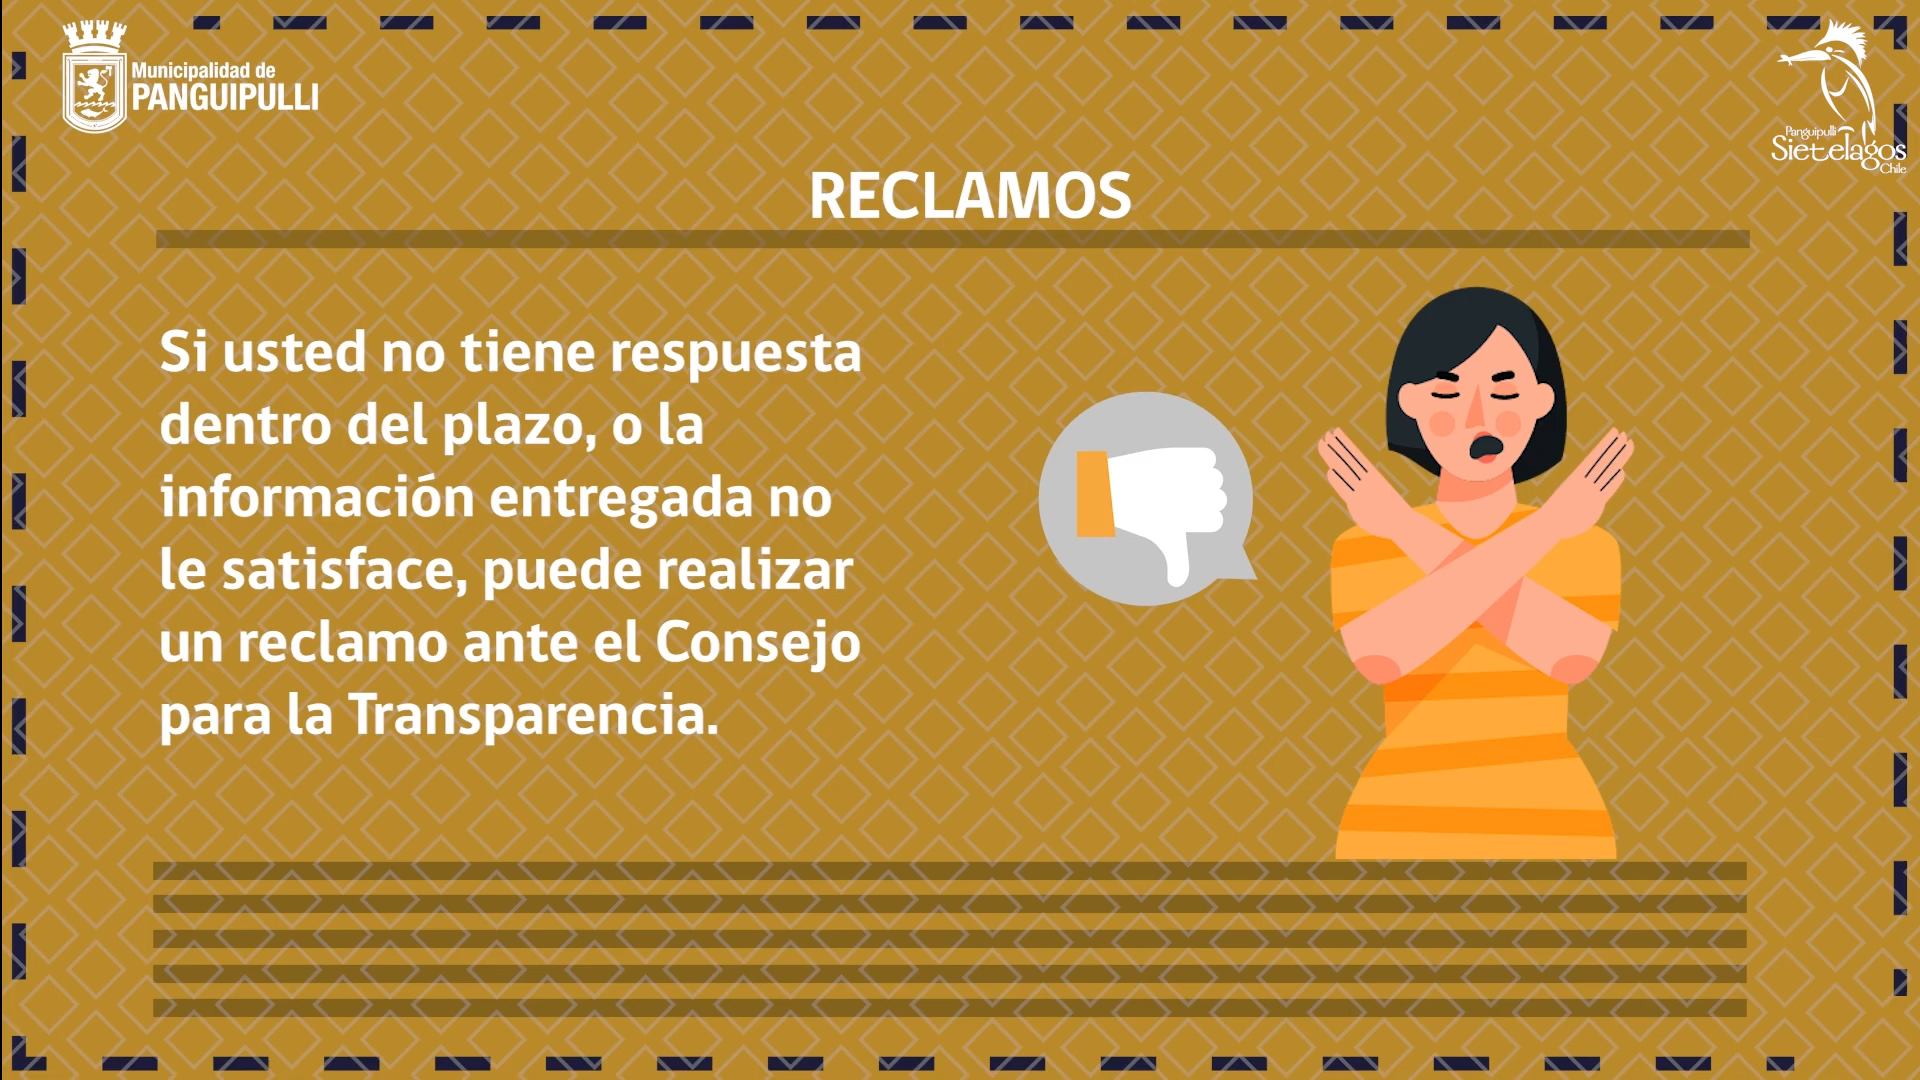 Municipalidad de
PANGUIPULLI
Panguipulli
Sietelagos
Chile
RECLAMOS
Si usted no tiene respuesta
dentro del plazo, o la
información entregada no
le satisface, puede realizar
un reclamo ante el Consejo
para la Transparencia.